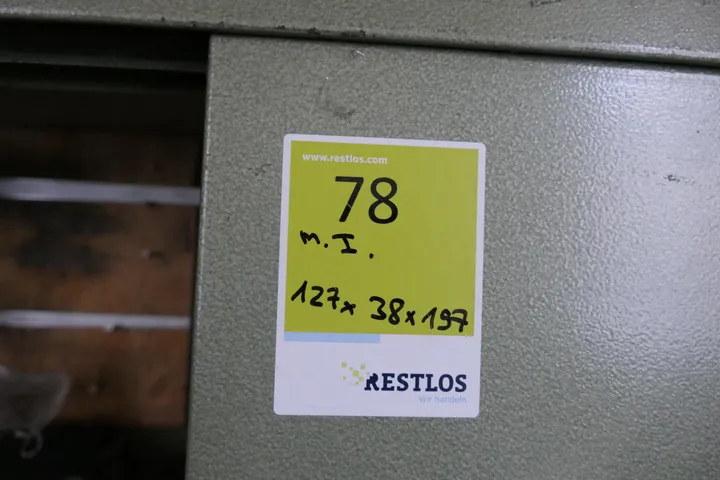 www.restlos.com
78
m. I.
127x 38x197
RESTLOS
Wir handeln.